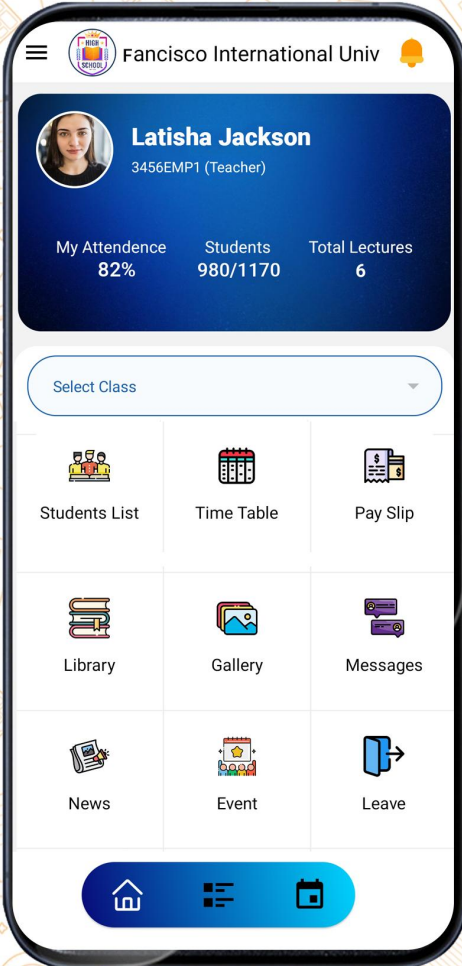 HIGH
SCHOOL
Fancisco International Univ
Latisha Jackson
3456EMP1 (Teacher)
My Attendence Students Total Lectures
82% 980/1170 6
Select Class
Students List Time Table Pay Slip
Library Gallery Messages
News Event Leave